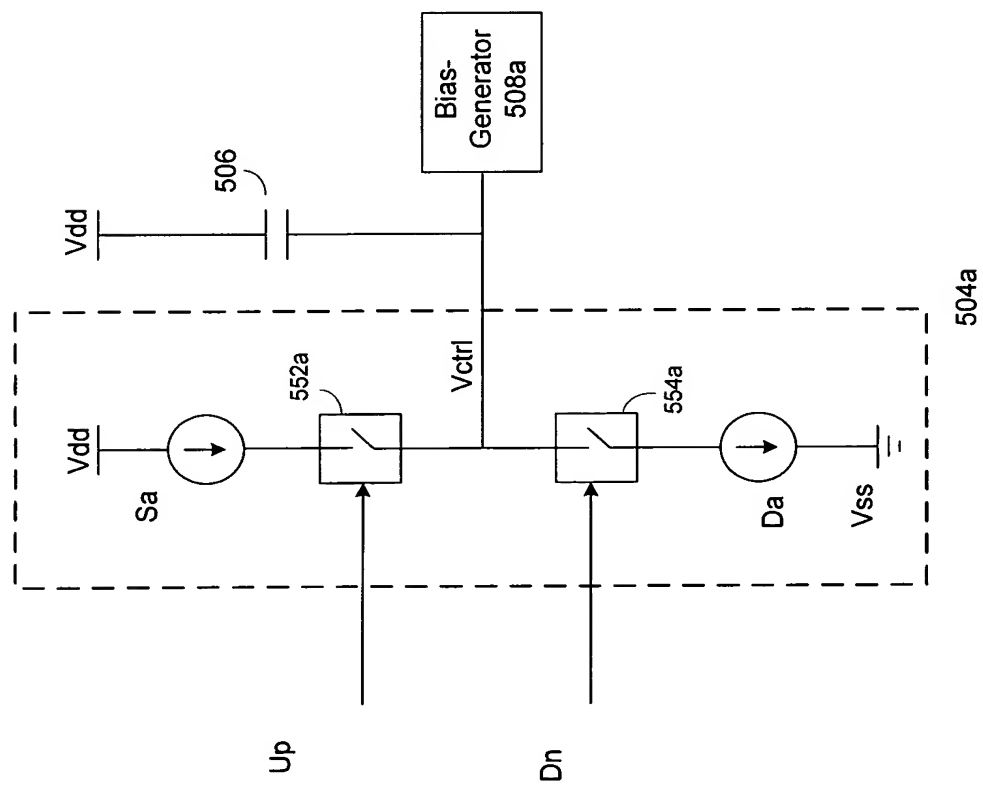 Vdd
506
Bias-
Generator
508a
Vdd
Sa
552a
Vctrl
554a
Da
Vss
504a
Up
Dn